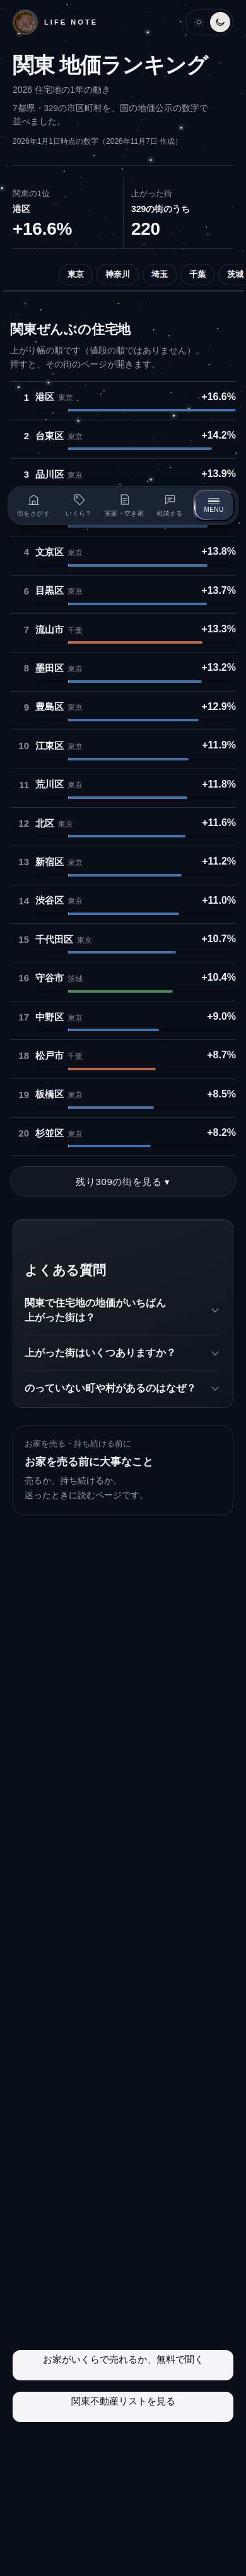 LIFE NOTE
関東 地価ランキング
2026 住宅地の1年の動き
7都県・329の市区町村を、国の地価公示の数字で
並べました。
2026年1月1日時点の数字（2026年11月7日 作成）
関東の1位
港区
+16.6%
上がった街
329の街のうち
220
東京 神奈川 埼玉 千葉 茨城
関東ぜんぶの住宅地
上がり幅の順です（値段の順ではありません）。
押すと、その街のページが開きます。
1 港区 東京 +16.6%
2 台東区 東京 +14.2%
3 品川区 東京 +13.9%
街をさがす いくら？ 実家・空き家 相談する MENU
4 文京区 東京 +13.8%
6 目黒区 東京 +13.7%
7 流山市 千葉 +13.3%
8 墨田区 東京 +13.2%
9 豊島区 東京 +12.9%
10 江東区 東京 +11.9%
11 荒川区 東京 +11.8%
12 北区 東京 +11.6%
13 新宿区 東京 +11.2%
14 渋谷区 東京 +11.0%
15 千代田区 東京 +10.7%
16 守谷市 茨城 +10.4%
17 中野区 東京 +9.0%
18 松戸市 千葉 +8.7%
19 板橋区 東京 +8.5%
20 杉並区 東京 +8.2%
残り309の街を見る ▾
よくある質問
関東で住宅地の地価がいちばん
上がった街は？
上がった街はいくつありますか？
のっていない町や村があるのはなぜ？
お家を売る・持ち続ける前に
お家を売る前に大事なこと
売るか、持ち続けるか。
迷ったときに読むページです。
お家がいくらで売れるか、無料で聞く
関東不動産リストを見る